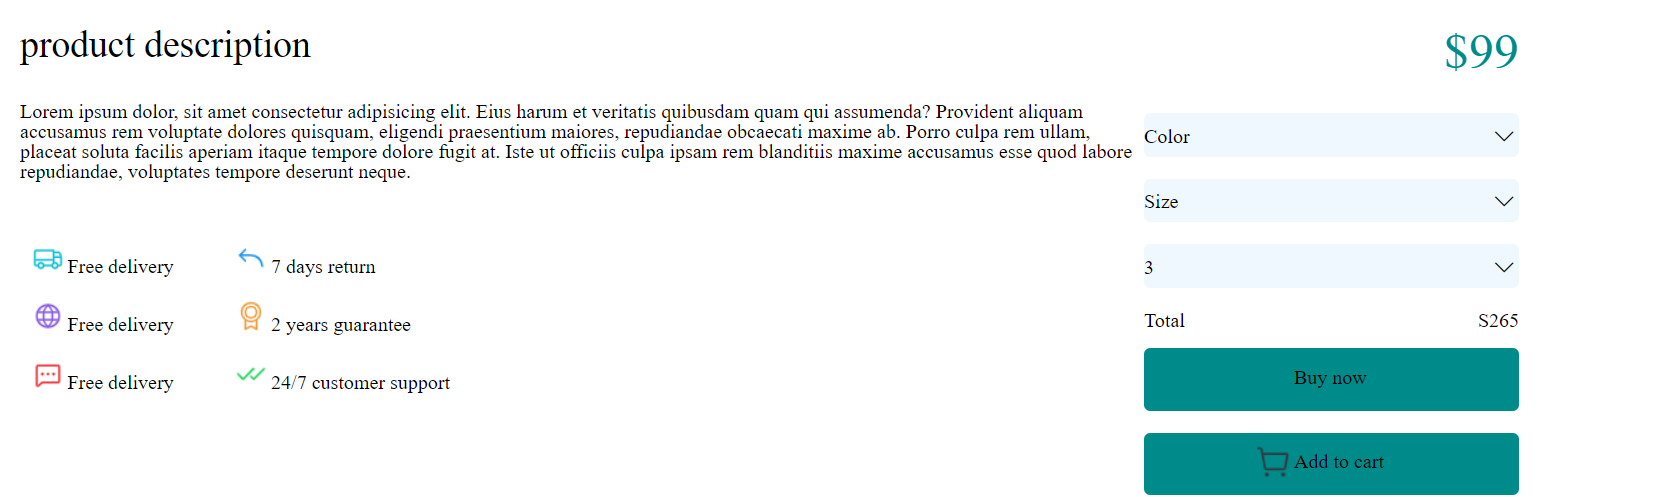 product description
$99
Lorem ipsum dolor, sit amet consectetur adipisicing elit. Eius harum et veritatis quibusdam quam qui assumenda? Provident aliquam
accusamus rem voluptate dolores quisquam, eligendi praesentium maiores, repudiandae obcaecati maxime ab. Porro culpa rem ullam,
placeat soluta facilis aperiam itaque tempore dolore fugit at. Iste ut officiis culpa ipsam rem blanditiis maxime accusamus esse quod labore
repudiandae, voluptates tempore deserunt neque.
Free delivery
7 days return
Free delivery
2 years guarantee
Free delivery
24/7 customer support
Color
Size
3
Total
S265
Buy now
Add to cart